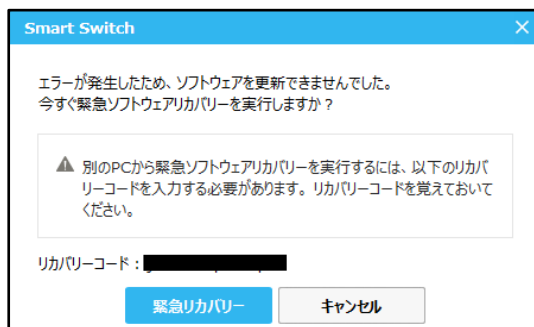 Smart Switch
エラーが発生したため、ソフトウェアを更新できませんでした。
今すぐ緊急ソフトウェアリカバリーを実行しますか？
別のPCから緊急ソフトウェアリカバリーを実行するには、以下のリカバ
リーコードを入力する必要があります。リカバリーコードを覚えておいて
ください。
リカバリーコード：
緊急リカバリー
キャンセル